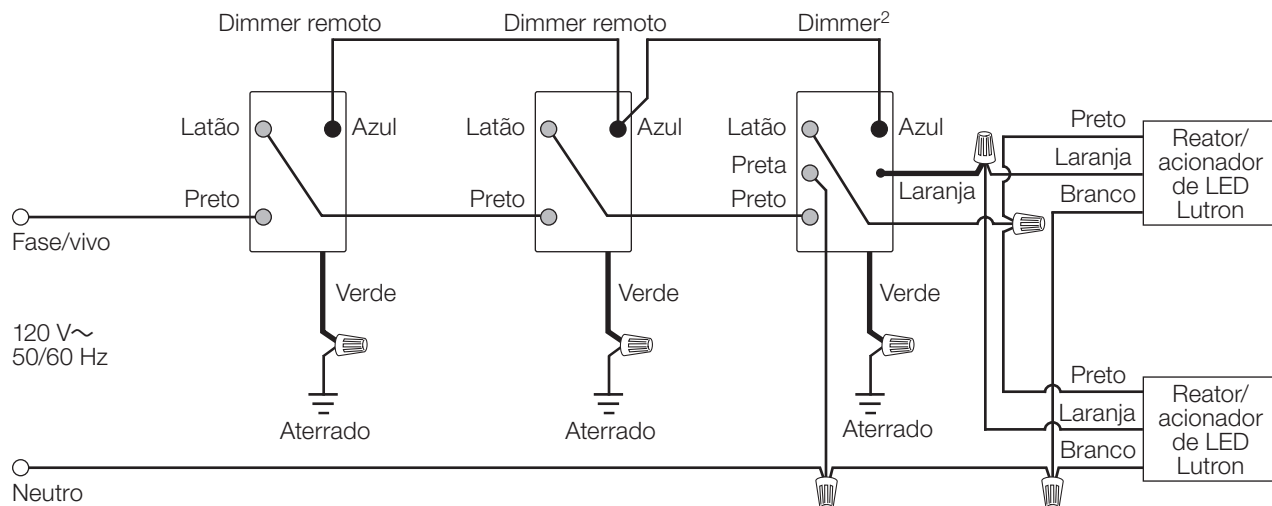 Dimmer remoto
Dimmer remoto
Dimmer²
Latão
Azul
Preto
Verde
Aterrado
Latão
Azul
Preto
Verde
Aterrado
Latão
Azul
Preta
Laranja
Preto
Verde
Aterrado
Preto
Laranja
Branco
Reator/
acionador
de LED
Lutron
Fase/vivo
120 V～
50/60 Hz
Preto
Laranja
Branco
Reator/
acionador
de LED
Lutron
Neutro